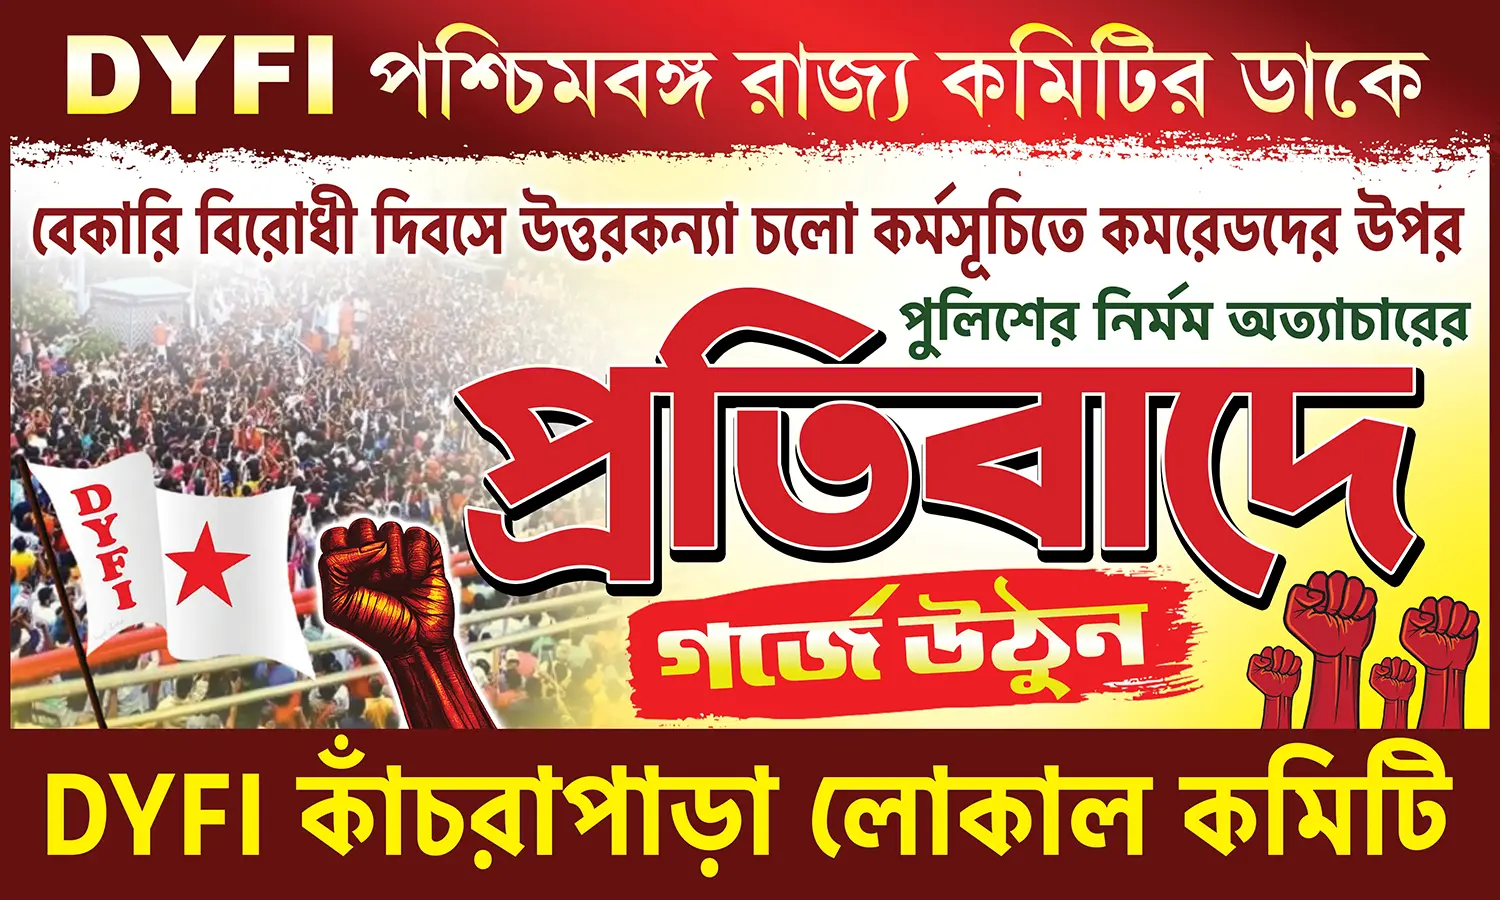 DYFI পশ্চিমবঙ্গ রাজ্য কমিটির ডাকে
বেকারি বিরোধী দিবসে উত্তরকন্যা চলো কর্মসূচিতে কমরেডদের উপর
পুলিশের নির্মম অত্যাচারের
প্রতিবাদে
গর্জে উঠুন
DYFI
DYFI কাঁচরাপাড়া লোকাল কমিটি